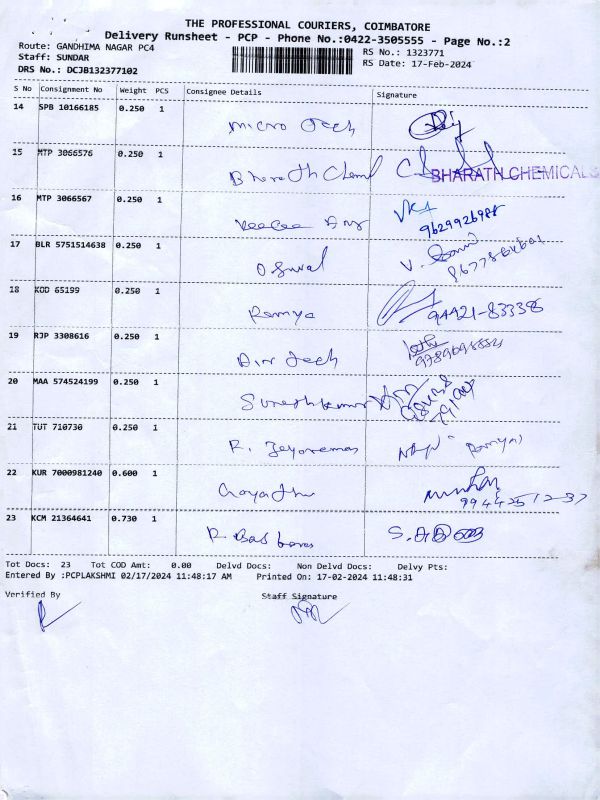 THE PROFESSIONAL COURIERS, COIMBATORE
Delivery Runsheet - PCP - Phone No.:0422-3505555 - Page No.:2
Route: GANDHIMA NAGAR PC4
RS No.: 1323771
Staff: SUNDAR
RS Date: 17-Feb-2024
DRS No.: DCJB132377102
S No Consignment No Weight PCS Consignee Details Signature
14 SPB 10166185 0.250 1 Micro Tech
15 MTP 3066576 0.250 1 Bharath Cheml BHARATH CHEMICALS
16 MTP 3066567 0.250 1 Veecee 9629926988
17 BLR 5751514638 0.250 1 Oswal
18 KOD 65199 0.250 1 Ramya 94421-83338
19 RJP 3308616 0.250 1 Air Tech
20 MAA 574524199 0.250 1 Sureshkumar
21 TUT 710730 0.250 1 R. Jeyaraman
22 KUR 7000981240 0.600 1 Gayathri 9944251237
23 KCM 21364641 0.730 1 R. Baskaran
Tot Docs: 23 Tot COD Amt: 0.00 Delvd Docs: Non Delvd Docs: Delvy Pts:
Entered By :PCPLAKSHMI 02/17/2024 11:48:17 AM Printed On: 17-02-2024 11:48:31
Verified By Staff Signature